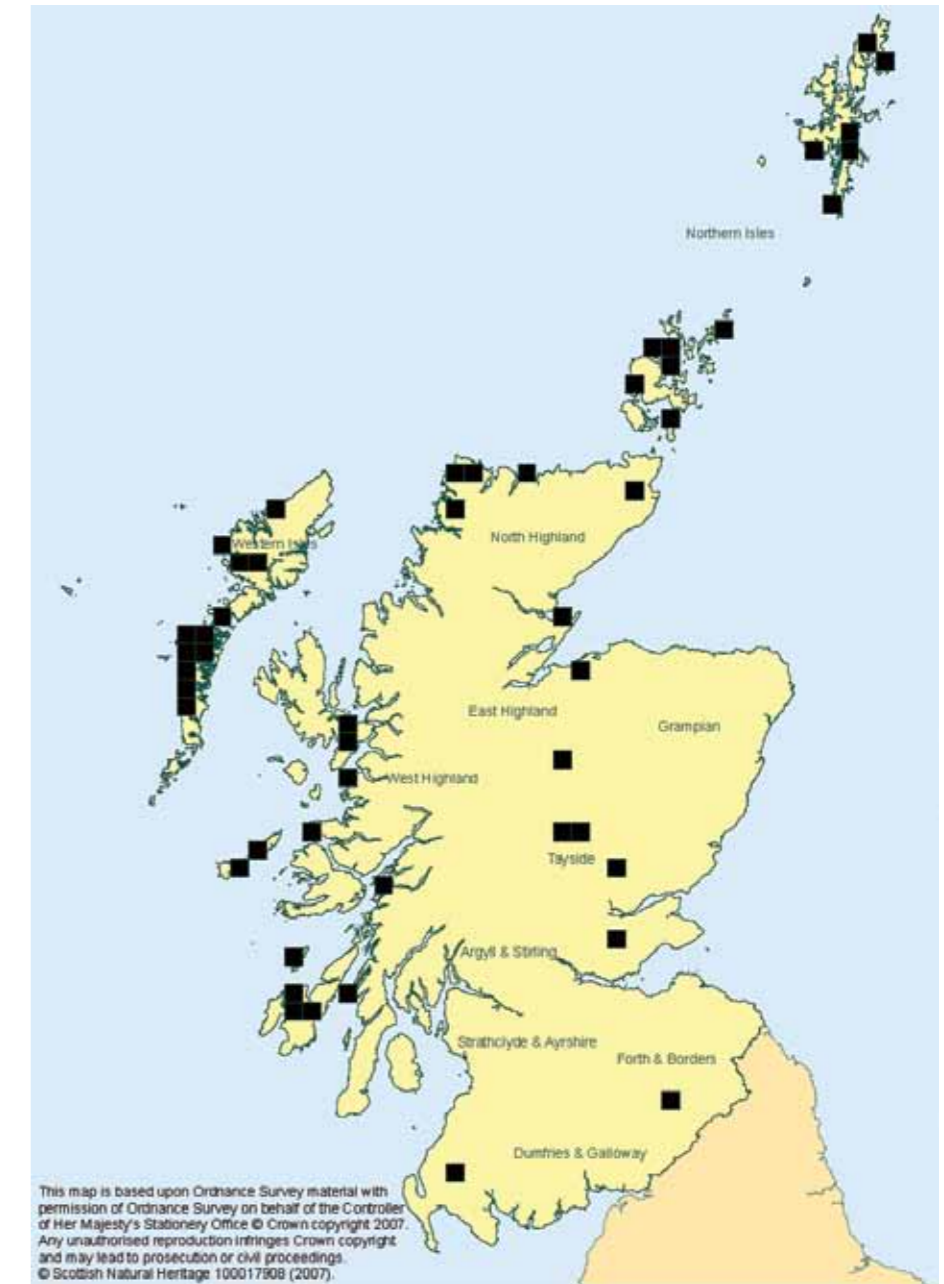 Northern Isles
Western Isles
North Highland
East Highland
Grampian
West Highland
Tayside
Argyll & Stirling
Strathclyde & Ayrshire
Forth & Borders
Dumfries & Galloway
This map is based upon Ordnance Survey material with
permission of Ordnance Survey on behalf of the Controller
of Her Majesty's Stationery Office © Crown copyright 2007.
Any unauthorised reproduction infringes Crown copyright
and may lead to prosecution or civil proceedings.
© Scottish Natural Heritage 100017908 (2007).